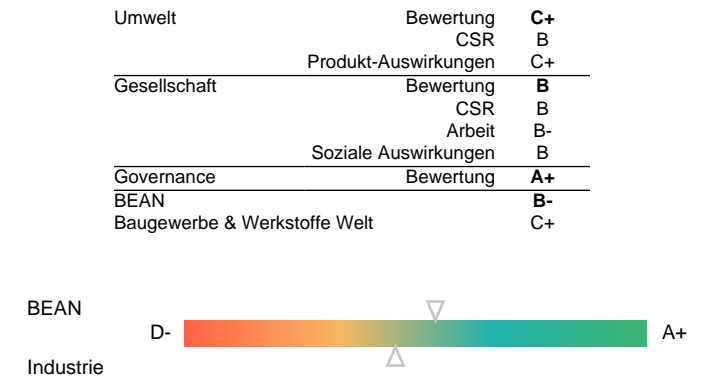 Umwelt Bewertung C+
CSR B
Produkt-Auswirkungen C+
Gesellschaft Bewertung B
CSR B
Arbeit B-
Soziale Auswirkungen B
Governance Bewertung A+
BEAN B-
Baugewerbe & Werkstoffe Welt C+
BEAN
D- A+
Industrie